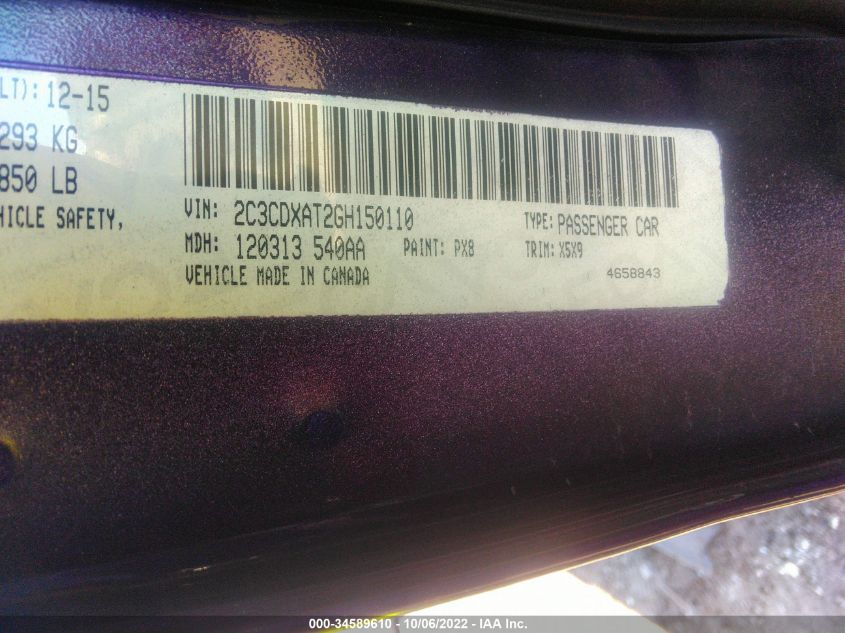 LT): 12-15
293 KG
850 LB
HICLE SAFETY,
VIN: 2C3CDXAT2GH150110
TYPE: PASSENGER CAR
MDH: 120313 540AA
PAINT: PX8
TRIM: X5X9
VEHICLE MADE IN CANADA
4658843
000-34589610 - 10/06/2022 - IAA Inc.